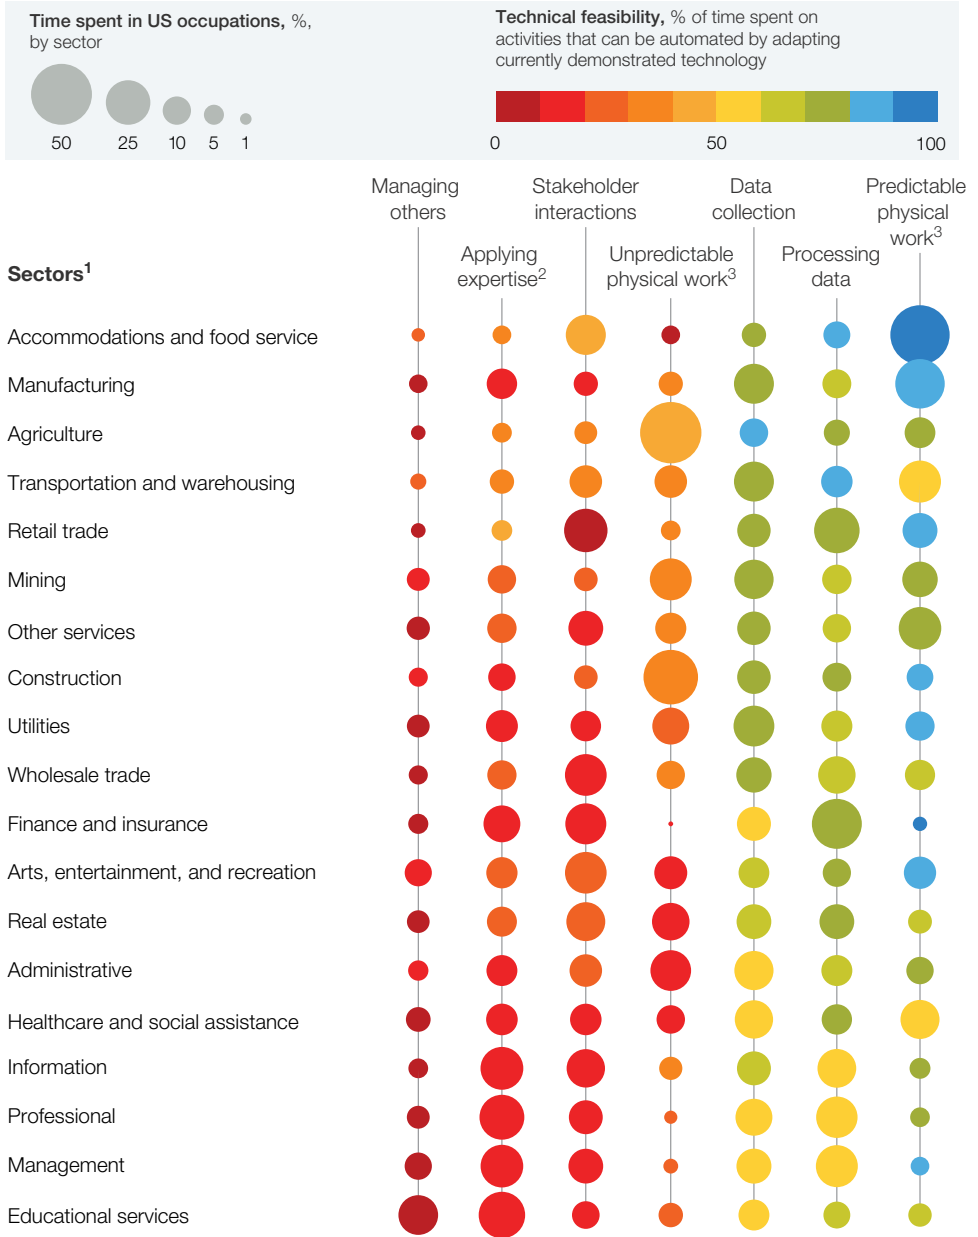 Time spent in US occupations, %,
by sector
50 25 10 5 1
Technical feasibility, % of time spent on
activities that can be automated by adapting
currently demonstrated technology
0 50 100
Managing
others
Stakeholder
interactions
Data
collection
Predictable
physical
work3
Applying
expertise2
Unpredictable
physical work3
Processing
data
Sectors1
Accommodations and food service
Manufacturing
Agriculture
Transportation and warehousing
Retail trade
Mining
Other services
Construction
Utilities
Wholesale trade
Finance and insurance
Arts, entertainment, and recreation
Real estate
Administrative
Healthcare and social assistance
Information
Professional
Management
Educational services